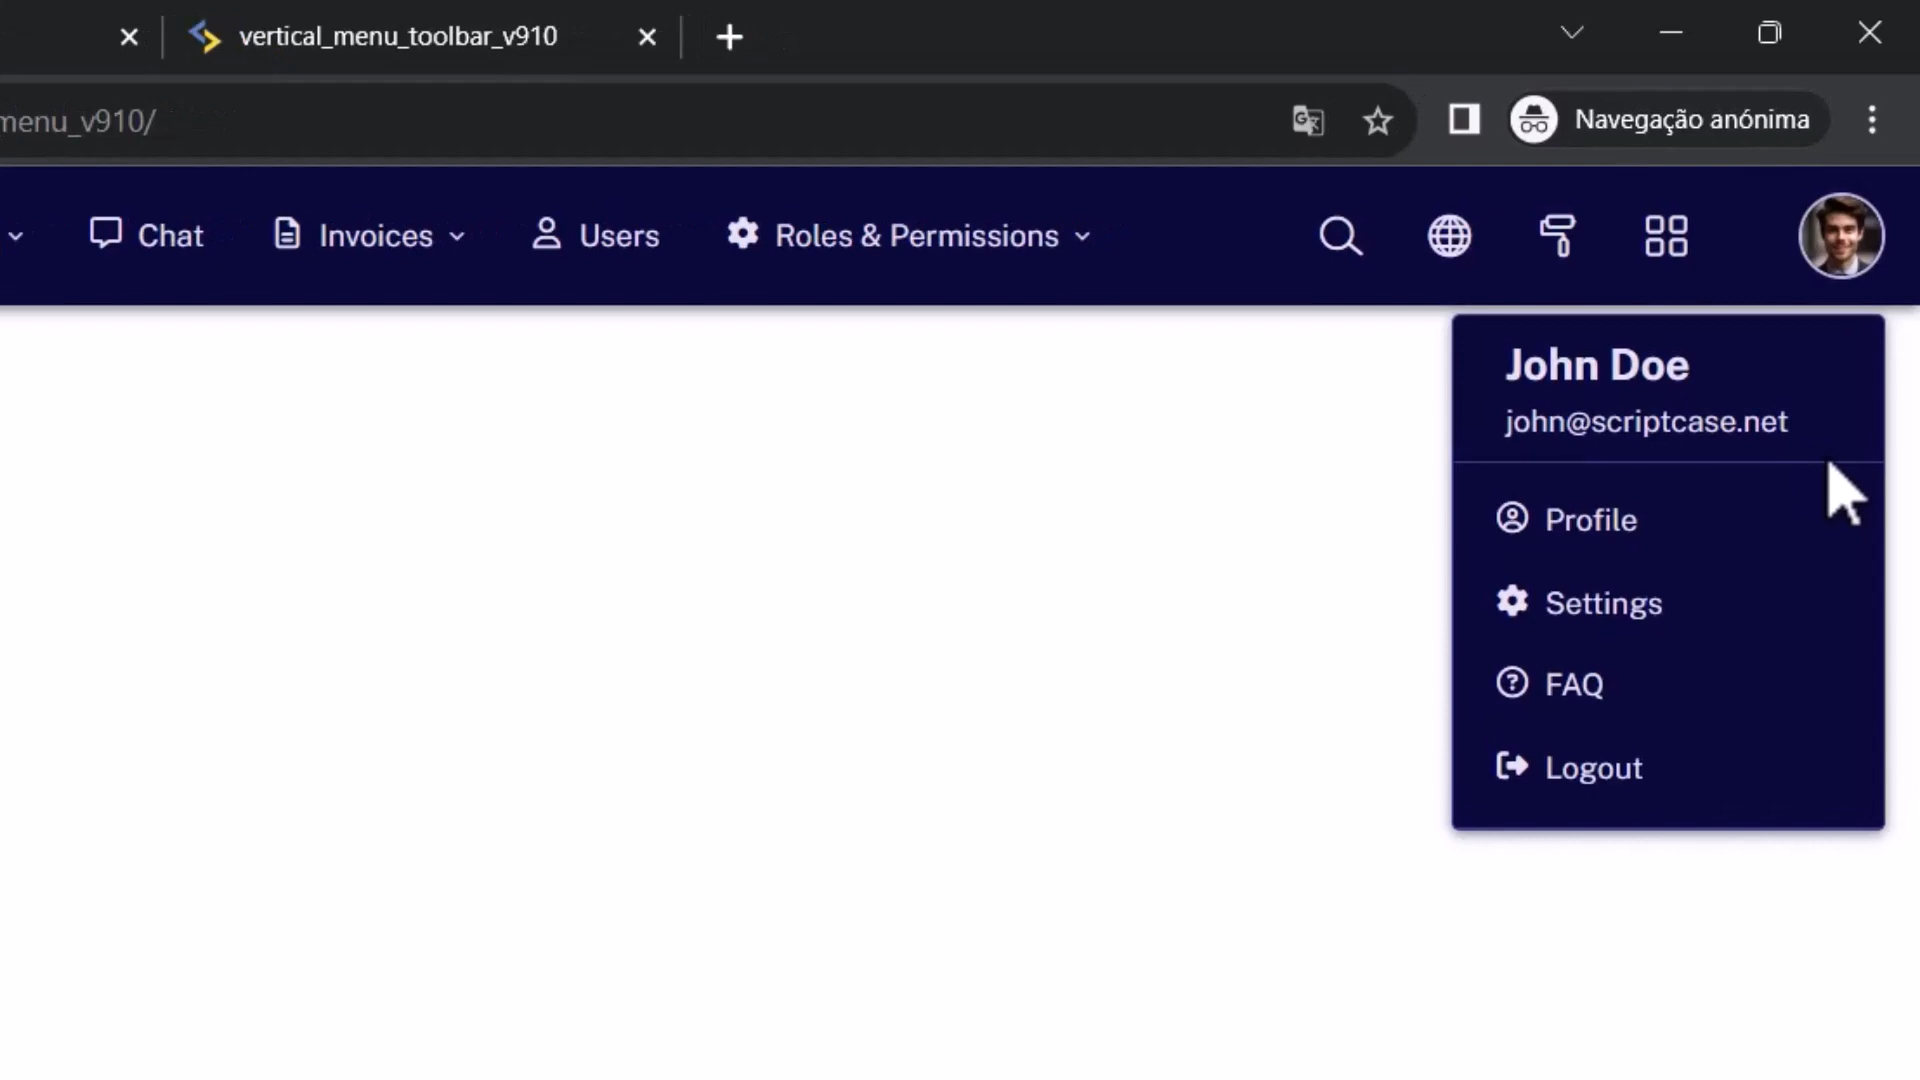 vertical_menu_toolbar_v910
menu_v910/
Navegação anónima
Chat
Invoices
Users
Roles & Permissions
John Doe
john@scriptcase.net
Profile
Settings
FAQ
Logout